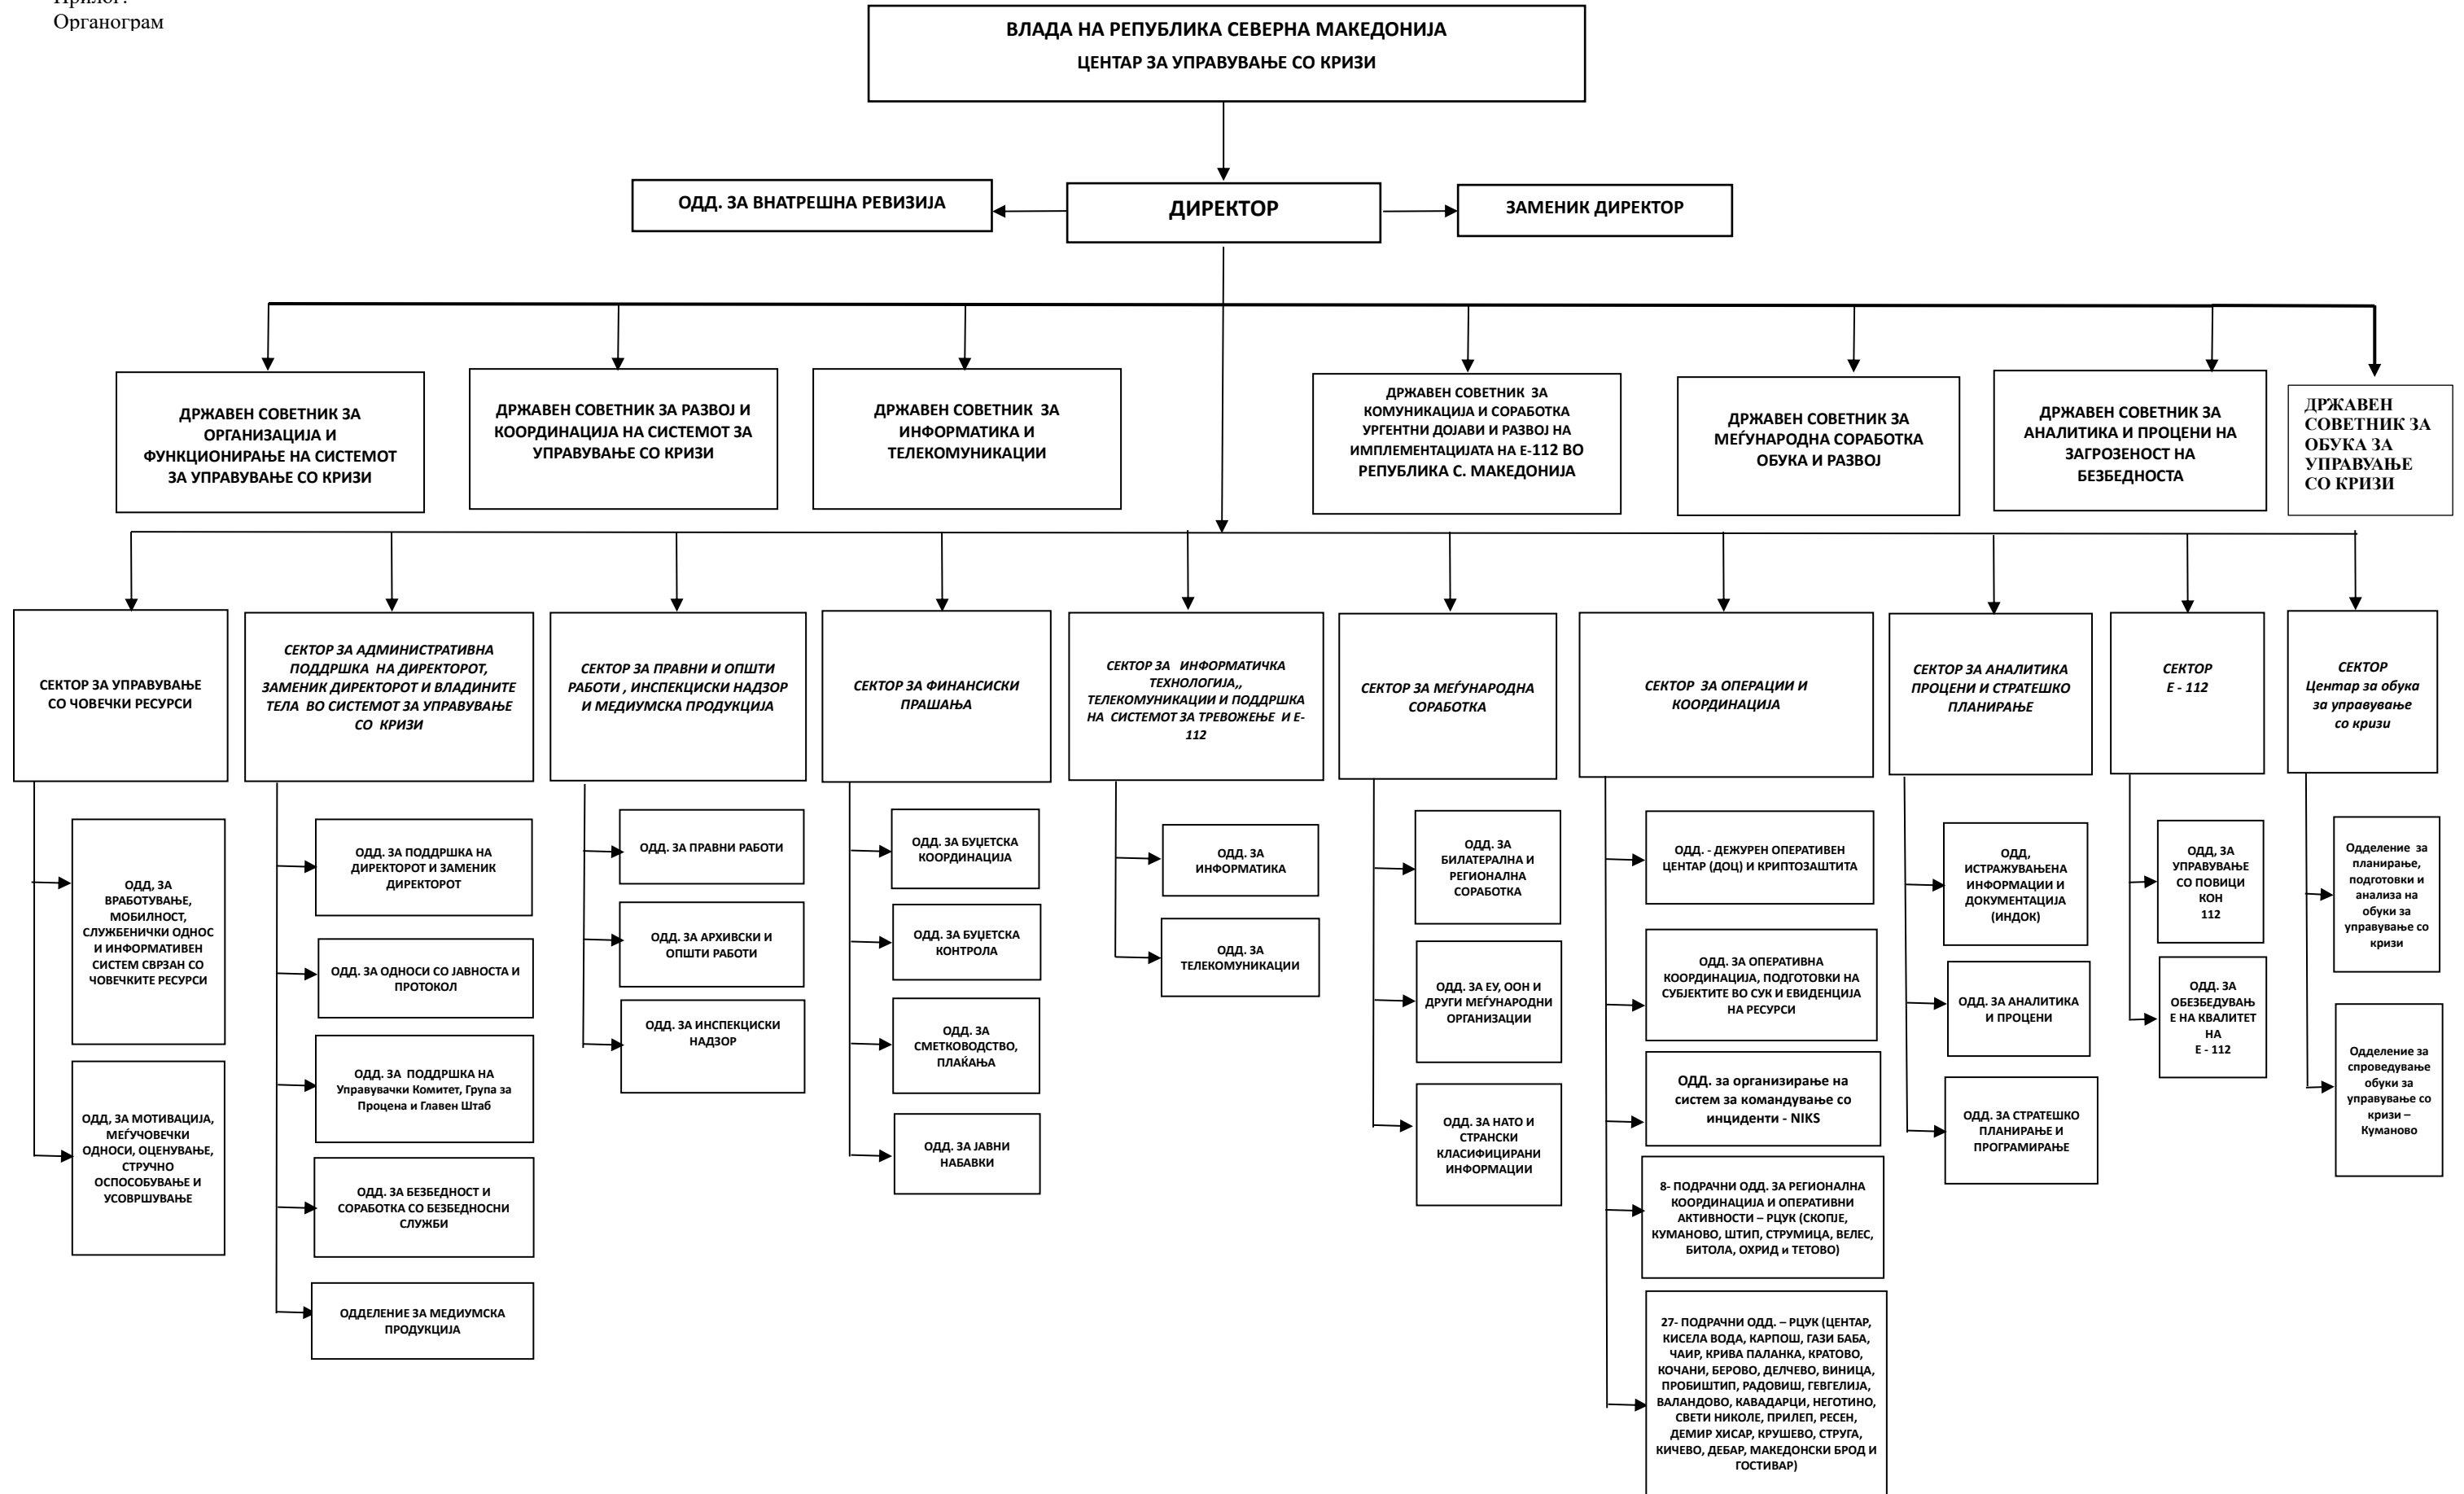 Прилог:
Органограм
ВЛАДА НА РЕПУБЛИКА СЕВЕРНА МАКЕДОНИЈА
ЦЕНТАР ЗА УПРАВУВАЊЕ СО КРИЗИ
ОДД. ЗА ВНАТРЕШНА РЕВИЗИЈА
ДИРЕКТОР
ЗАМЕНИК ДИРЕКТОР
ДРЖАВЕН СОВЕТНИК ЗА
ОРГАНИЗАЦИЈА И
ФУНКЦИОНИРАЊЕ НА СИСТЕМОТ
ЗА УПРАВУВАЊЕ СО КРИЗИ
ДРЖАВЕН СОВЕТНИК ЗА РАЗВОЈ И
КООРДИНАЦИЈА НА СИСТЕМОТ ЗА
УПРАВУВАЊЕ СО КРИЗИ
ДРЖАВЕН СОВЕТНИК ЗА
ИНФОРМАТИКА И
ТЕЛЕКОМУНИКАЦИИ
ДРЖАВЕН СОВЕТНИК ЗА
КОМУНИКАЦИЈА И СОРАБОТКА
УРГЕНТНИ ДОЈАВИ И РАЗВОЈ НА
ИМПЛЕМЕНТАЦИЈАТА НА Е-112 ВО
РЕПУБЛИКА С. МАКЕДОНИЈА
ДРЖАВЕН СОВЕТНИК ЗА
МЕЃУНАРОДНА СОРАБОТКА
ОБУКА И РАЗВОЈ
ДРЖАВЕН СОВЕТНИК ЗА
АНАЛИТИКА И ПРОЦЕНИ НА
ЗАГРОЗЕНОСТ НА
БЕЗБЕДНОСТА
ДРЖАВЕН
СОВЕТНИК ЗА
ОБУКА ЗА
УПРАВУАЊЕ
СО КРИЗИ
СЕКТОР ЗА УПРАВУВАЊЕ
СО ЧОВЕЧКИ РЕСУРСИ
СЕКТОР ЗА АДМИНИСТРАТИВНА
ПОДДРШКА НА ДИРЕКТОРОТ,
ЗАМЕНИК ДИРЕКТОРОТ И ВЛАДИНИТЕ
ТЕЛА ВО СИСТЕМОТ ЗА УПРАВУВАЊЕ
СО КРИЗИ
СЕКТОР ЗА ПРАВНИ И ОПШТИ
РАБОТИ , ИНСПЕКЦИСКИ НАДЗОР
И МЕДИУМСКА ПРОДУКЦИЈА
СЕКТОР ЗА ФИНАНСИСКИ
ПРАШАЊА
СЕКТОР ЗА ИНФОРМАТИЧКА
ТЕХНОЛОГИЈА,,
ТЕЛЕКОМУНИКАЦИИ И ПОДДРШКА
НА СИСТЕМОТ ЗА ТРЕВОЖЕЊЕ И Е-
112
СЕКТОР ЗА МЕЃУНАРОДНА
СОРАБОТКА
СЕКТОР ЗА ОПЕРАЦИИ И
КООРДИНАЦИЈА
СЕКТОР ЗА АНАЛИТИКА
ПРОЦЕНИ И СТРАТЕШКО
ПЛАНИРАЊЕ
СЕКТОР
Е - 112
СЕКТОР
Центар за обука
за управување
со кризи
ОДД, ЗА
ВРАБОТУВАЊЕ,
МОБИЛНОСТ,
СЛУЖБЕНИЧКИ ОДНОС
И ИНФОРМАТИВЕН
СИСТЕМ СВРЗАН СО
ЧОВЕЧКИТЕ РЕСУРСИ
ОДД, ЗА МОТИВАЦИЈА,
МЕЃУЧОВЕЧКИ
ОДНОСИ, ОЦЕНУВАЊЕ,
СТРУЧНО
ОСПОСОБУВАЊЕ И
УСОВРШУВАЊЕ
ОДД. ЗА ПОДДРШКА НА
ДИРЕКТОРОТ И ЗАМЕНИК
ДИРЕКТОРОТ
ОДД. ЗА ОДНОСИ СО ЈАВНОСТА И
ПРОТОКОЛ
ОДД. ЗА ПОДДРШКА НА
Управувачки Комитет, Група за
Процена и Главен Штаб
ОДД. ЗА БЕЗБЕДНОСТ И
СОРАБОТКА СО БЕЗБЕДНОСНИ
СЛУЖБИ
ОДДЕЛЕНИЕ ЗА МЕДИУМСКА
ПРОДУКЦИЈА
ОДД. ЗА ПРАВНИ РАБОТИ
ОДД. ЗА АРХИВСКИ И
ОПШТИ РАБОТИ
ОДД. ЗА ИНСПЕКЦИСКИ
НАДЗОР
ОДД. ЗА БУЏЕТСКА
КООРДИНАЦИЈА
ОДД. ЗА БУЏЕТСКА
КОНТРОЛА
ОДД. ЗА
СМЕТКОВОДСТВО,
ПЛАЌАЊА
ОДД. ЗА ЈАВНИ
НАБАВКИ
ОДД. ЗА
ИНФОРМАТИКА
ОДД. ЗА
ТЕЛЕКОМУНИКАЦИИ
ОДД. ЗА
БИЛАТЕРАЛНА И
РЕГИОНАЛНА
СОРАБОТКА
ОДД. ЗА ЕУ, ООН И
ДРУГИ МЕЃУНАРОДНИ
ОРГАНИЗАЦИИ
ОДД. ЗА НАТО И
СТРАНСКИ
КЛАСИФИЦИРАНИ
ИНФОРМАЦИИ
ОДД. - ДЕЖУРЕН ОПЕРАТИВЕН
ЦЕНТАР (ДОЦ) И КРИПТОЗАШТИТА
ОДД. ЗА ОПЕРАТИВНА
КООРДИНАЦИЈА, ПОДГОТОВКИ НА
СУБЈЕКТИТЕ ВО СУК И ЕВИДЕНЦИЈА
НА РЕСУРСИ
ОДД. за организирање на
систем за командување со
инциденти - NIKS
8- ПОДРАЧНИ ОДД. ЗА РЕГИОНАЛНА
КООРДИНАЦИЈА И ОПЕРАТИВНИ
АКТИВНОСТИ – РЦУК (СКОПЈЕ,
КУМАНОВО, ШТИП, СТРУМИЦА, ВЕЛЕС,
БИТОЛА, ОХРИД и ТЕТОВО)
27- ПОДРАЧНИ ОДД. – РЦУК (ЦЕНТАР,
КИСЕЛА ВОДА, КАРПОШ, ГАЗИ БАБА,
ЧАИР, КРИВА ПАЛАНКА, КРАТОВО,
КОЧАНИ, БЕРОВО, ДЕЛЧЕВО, ВИНИЦА,
ПРОБИШТИП, РАДОВИШ, ГЕВГЕЛИЈА,
ВАЛАНДОВО, КАВАДАРЦИ, НЕГОТИНО,
СВЕТИ НИКОЛЕ, ПРИЛЕП, РЕСЕН,
ДЕМИР ХИСАР, КРУШЕВО, СТРУГА,
КИЧЕВО, ДЕБАР, МАКЕДОНСКИ БРОД И
ГОСТИВАР)
ОДД,
ИСТРАЖУВАЊЕНА
ИНФОРМАЦИИ И
ДОКУМЕНТАЦИЈА
(ИНДОК)
ОДД. ЗА АНАЛИТИКА
И ПРОЦЕНИ
ОДД. ЗА СТРАТЕШКО
ПЛАНИРАЊЕ И
ПРОГРАМИРАЊЕ
ОДД, ЗА
УПРАВУВАЊЕ
СО ПОВИЦИ
КОН
112
ОДД. ЗА
ОБЕЗБЕДУВАЊ
Е НА КВАЛИТЕТ
НА
Е - 112
Одделение за
планирање,
подготовки и
анализа на
обуки за
управување со
кризи
Одделение за
спроведување
обуки за
управување со
кризи –
Куманово